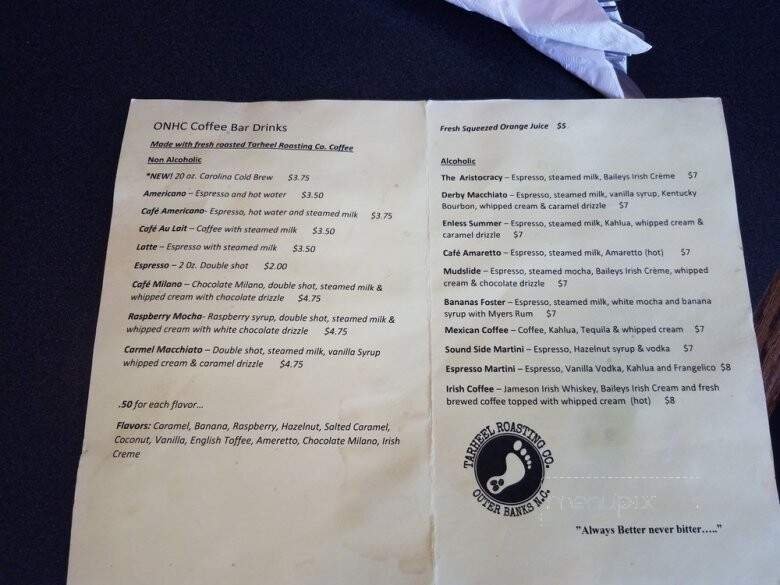 ONHC Coffee Bar Drinks
Made with fresh roasted Tarheel Roasting Co. Coffee
Non Alcoholic
*NEW! 20 oz. Carolina Cold Brew $3.75
Americano – Espresso and hot water $3.50
Café Americano- Espresso, hot water and steamed milk $3.75
Café Au Lait – Coffee with steamed milk $3.50
Latte – Espresso with steamed milk $3.50
Espresso – 2 Oz. Double shot $2.00
Café Milano – Chocolate Milano, double shot, steamed milk &
whipped cream with chocolate drizzle $4.75
Raspberry Mocha- Raspberry syrup, double shot, steamed milk &
whipped cream with white chocolate drizzle $4.75
Carmel Macchiato – Double shot, steamed milk, vanilla Syrup
whipped cream & caramel drizzle $4.75
.50 for each flavor…
Flavors: Caramel, Banana, Raspberry, Hazelnut, Salted Caramel,
Coconut, Vanilla, English Toffee, Ameretto, Chocolate Milano, Irish
Creme
Fresh Squeezed Orange Juice $5
Alcoholic
The Aristocracy – Espresso, steamed milk, Baileys Irish Crème $7
Derby Macchiato – Espresso, steamed milk, vanilla syrup, Kentucky
Bourbon, whipped cream & caramel drizzle $7
Enless Summer – Espresso, steamed milk, Kahlua, whipped cream &
caramel drizzle $7
Café Amaretto – Espresso, steamed milk, Amaretto (hot) $7
Mudslide – Espresso, steamed mocha, Baileys Irish Crème, whipped
cream & chocolate drizzle $7
Bananas Foster – Espresso, steamed milk, white mocha and banana
syrup with Myers Rum $7
Mexican Coffee – Coffee, Kahlua, Tequila & whipped cream $7
Sound Side Martini – Espresso, Hazelnut syrup & vodka $7
Espresso Martini – Espresso, Vanilla Vodka, Kahlua and Frangelico $8
Irish Coffee – Jameson Irish Whiskey, Baileys Irish Cream and fresh
brewed coffee topped with whipped cream (hot) $8
TARHEEL ROASTING CO.
OUTER BANKS N.C.
menupix
"Always Better never bitter….."